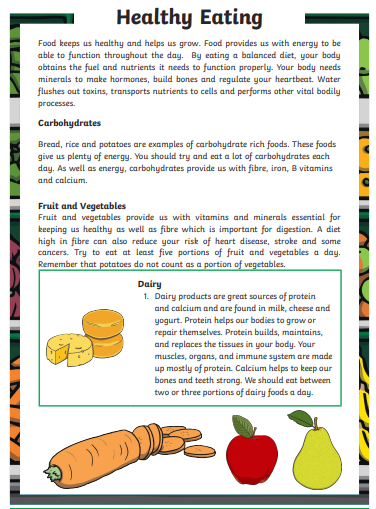 Healthy Eating
Food keeps us healthy and helps us grow. Food provides us with energy to be
able to function throughout the day. By eating a balanced diet, your body
obtains the fuel and nutrients it needs to function properly. Your body needs
minerals to make hormones, build bones and regulate your heartbeat. Water
flushes out toxins, transports nutrients to cells and performs other vital bodily
processes.
Carbohydrates
Bread, rice and potatoes are examples of carbohydrate rich foods. These foods
give us plenty of energy. You should try and eat a lot of carbohydrates each
day. As well as energy, carbohydrates provide us with fibre, iron, B vitamins
and calcium.
Fruit and Vegetables
Fruit and vegetables provide us with vitamins and minerals essential for
keeping us healthy as well as fibre which is important for digestion. A diet
high in fibre can also reduce your risk of heart disease, stroke and some
cancers. Try to eat at least five portions of fruit and vegetables a day.
Remember that potatoes do not count as a portion of vegetables.
Dairy
1. Dairy products are great sources of protein
and calcium and are found in milk, cheese and
yogurt. Protein helps our bodies to grow or
repair themselves. Protein builds, maintains,
and replaces the tissues in your body. Your
muscles, organs, and immune system are made
up mostly of protein. Calcium helps to keep our
bones and teeth strong. We should eat between
two or three portions of dairy foods a day.